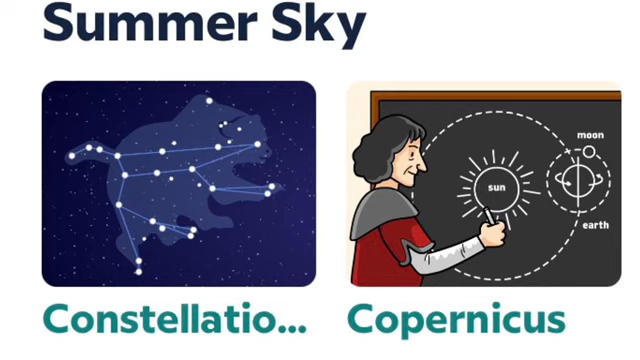 Summer Sky
moon
sun
earth
Constellatio...
Copernicus